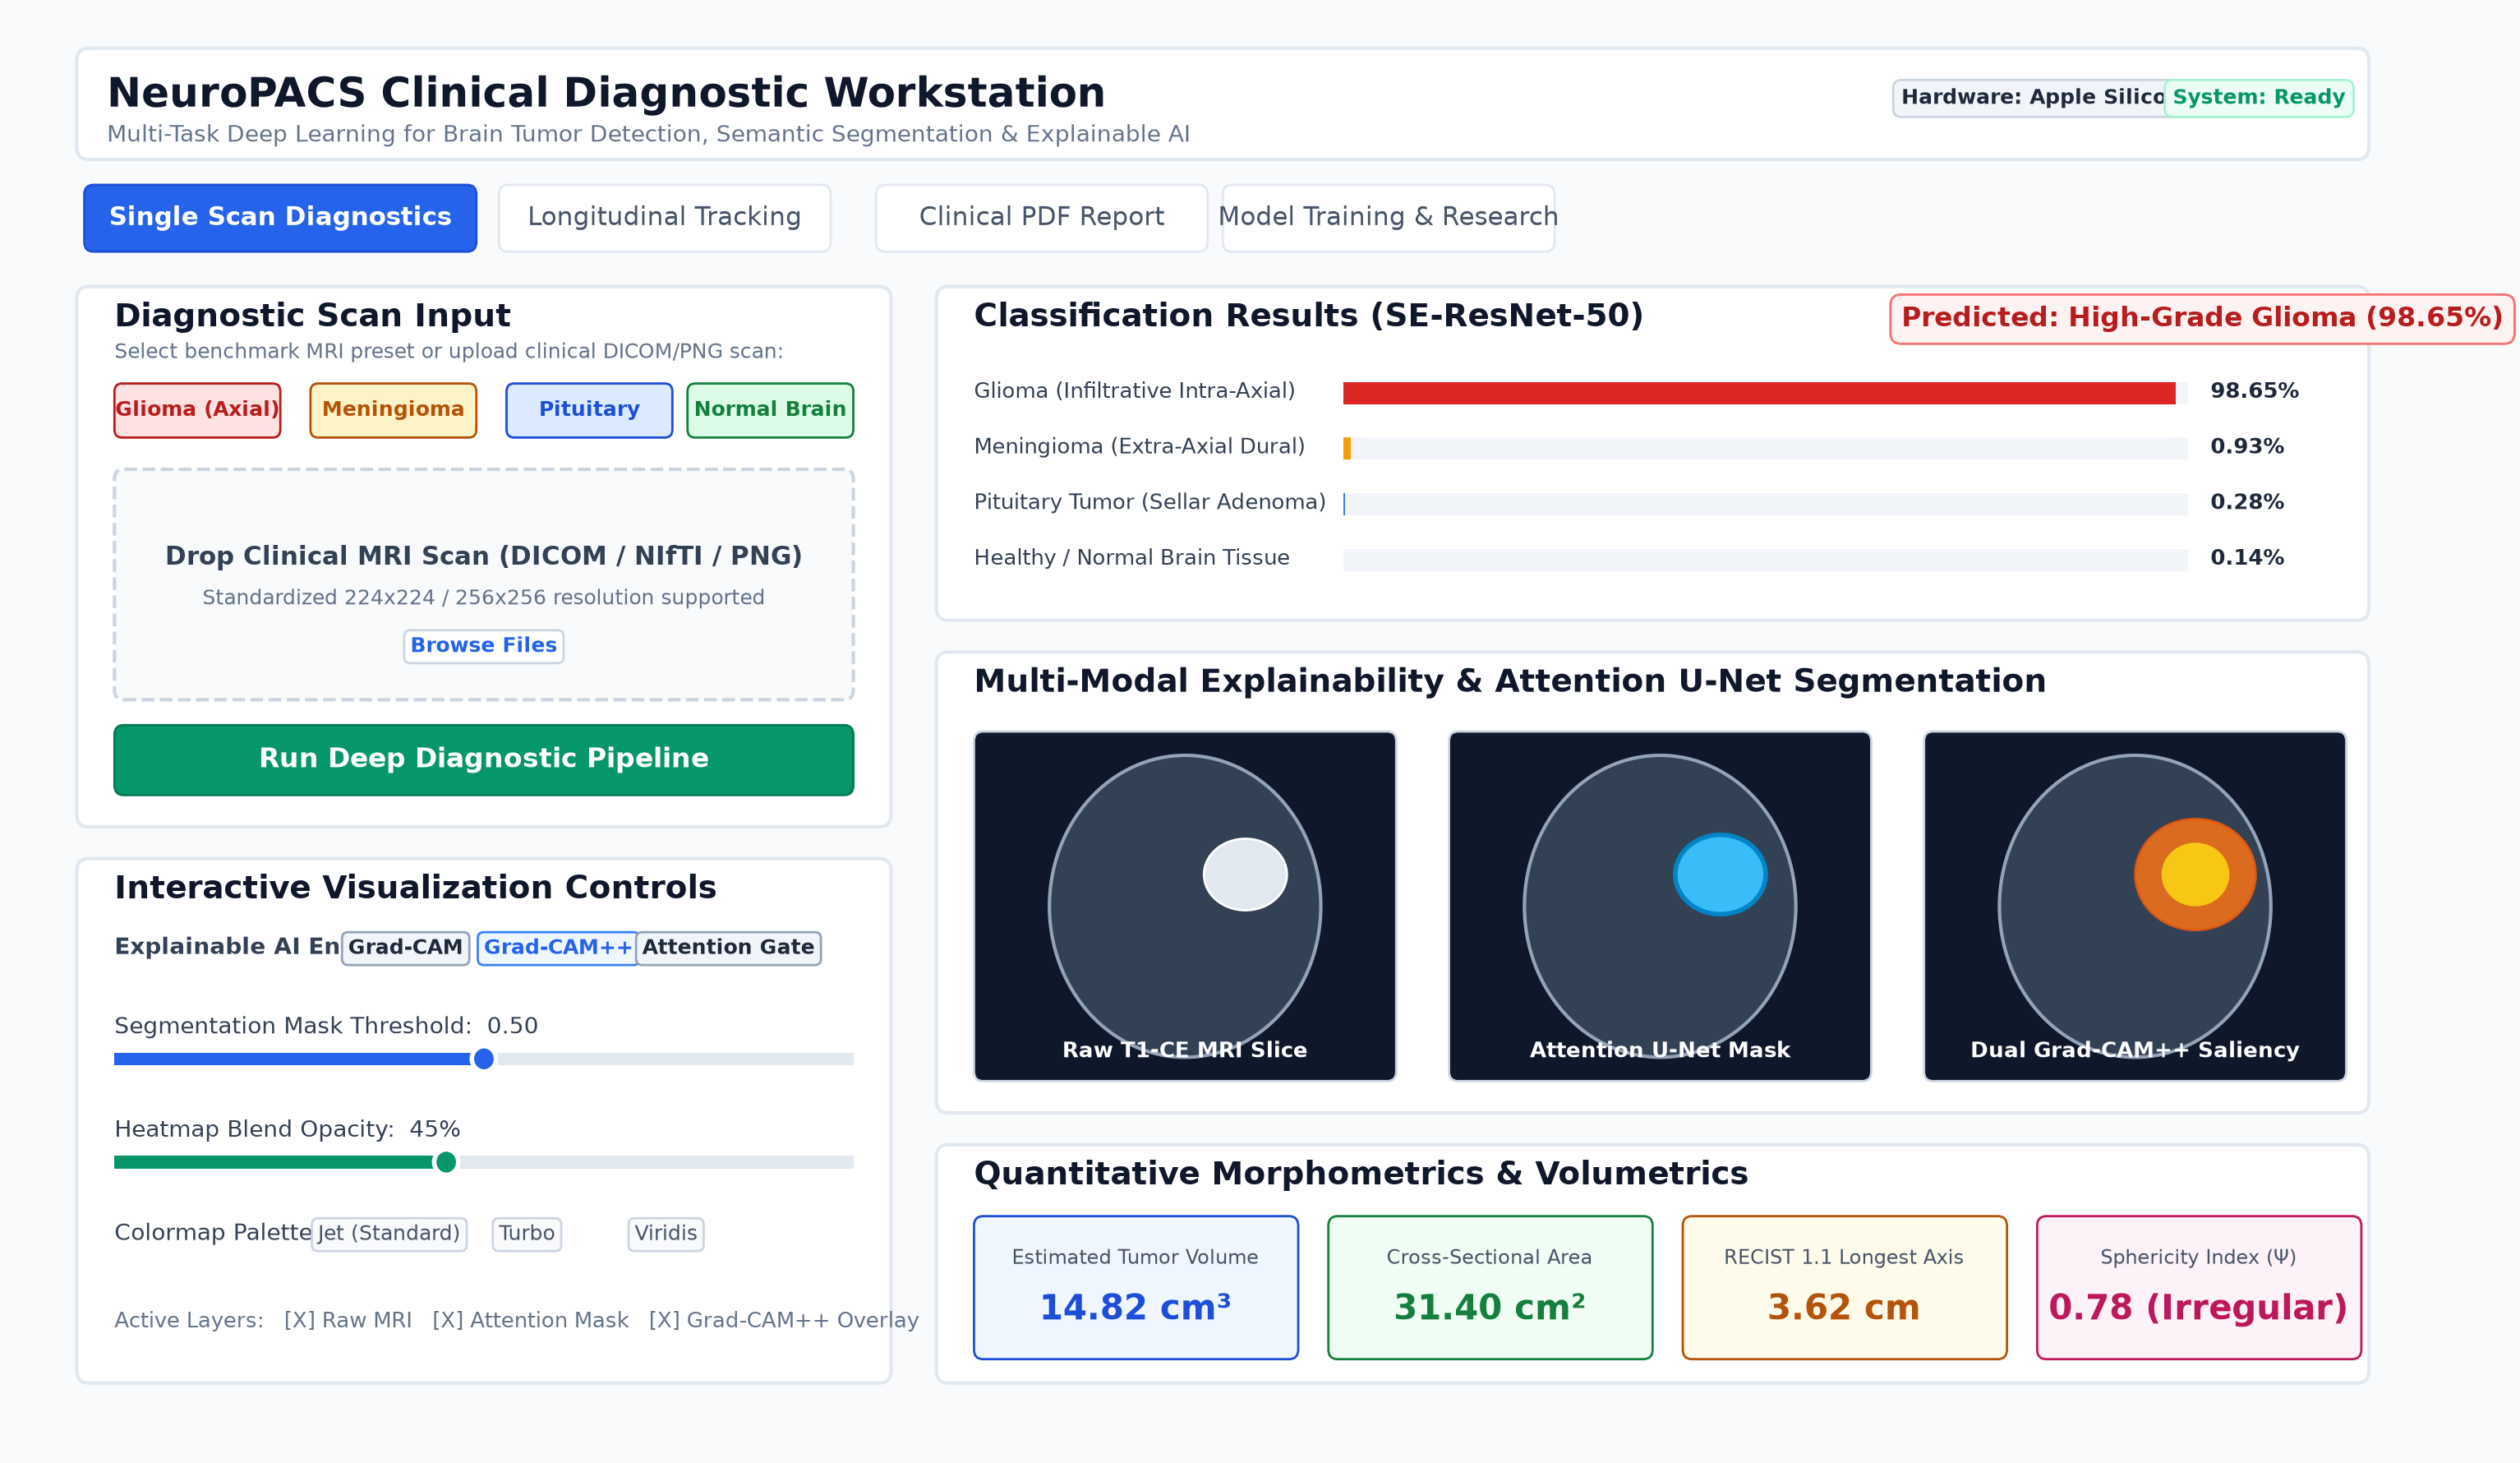 NeuroPACS Clinical Diagnostic Workstation
Multi-Task Deep Learning for Brain Tumor Detection, Semantic Segmentation & Explainable AI
Hardware: Apple Silico
System: Ready
Single Scan Diagnostics
Longitudinal Tracking
Clinical PDF Report
Model Training & Research
Diagnostic Scan Input
Select benchmark MRI preset or upload clinical DICOM/PNG scan:
Glioma (Axial)
Meningioma
Pituitary
Normal Brain
Drop Clinical MRI Scan (DICOM / NIfTI / PNG)
Standardized 224x224 / 256x256 resolution supported
Browse Files
Run Deep Diagnostic Pipeline
Interactive Visualization Controls
Explainable AI En
Grad-CAM
Grad-CAM++
Attention Gate
Segmentation Mask Threshold: 0.50
Heatmap Blend Opacity: 45%
Colormap Palette
Jet (Standard)
Turbo
Viridis
Active Layers: [X] Raw MRI [X] Attention Mask [X] Grad-CAM++ Overlay
Classification Results (SE-ResNet-50)
Predicted: High-Grade Glioma (98.65%)
Glioma (Infiltrative Intra-Axial) 98.65%
Meningioma (Extra-Axial Dural) 0.93%
Pituitary Tumor (Sellar Adenoma) 0.28%
Healthy / Normal Brain Tissue 0.14%
Multi-Modal Explainability & Attention U-Net Segmentation
Raw T1-CE MRI Slice
Attention U-Net Mask
Dual Grad-CAM++ Saliency
Quantitative Morphometrics & Volumetrics
Estimated Tumor Volume
14.82 cm³
Cross-Sectional Area
31.40 cm²
RECIST 1.1 Longest Axis
3.62 cm
Sphericity Index (Ψ)
0.78 (Irregular)